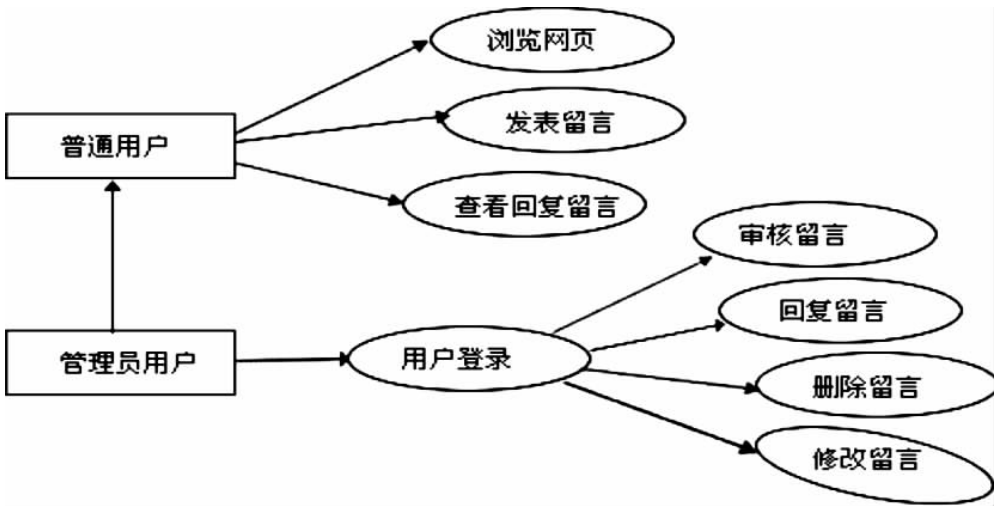 浏览网页
发表留言
普通用户
查看回复留言
审核留言
回复留言
管理员用户
用户登录
删除留言
修改留言